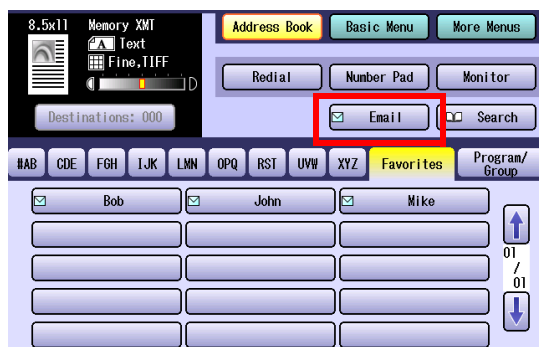 8.5x11 Memory XMT
A Text
Fine,TIFF
D
Destinations: 000
Address Book Basic Menu More Menus
Redial Number Pad Monitor
Email Search
#AB CDE FGH IJK LMN OPQ RST UVW XYZ Favorites Program/
Group
Bob John Mike
01
/
01